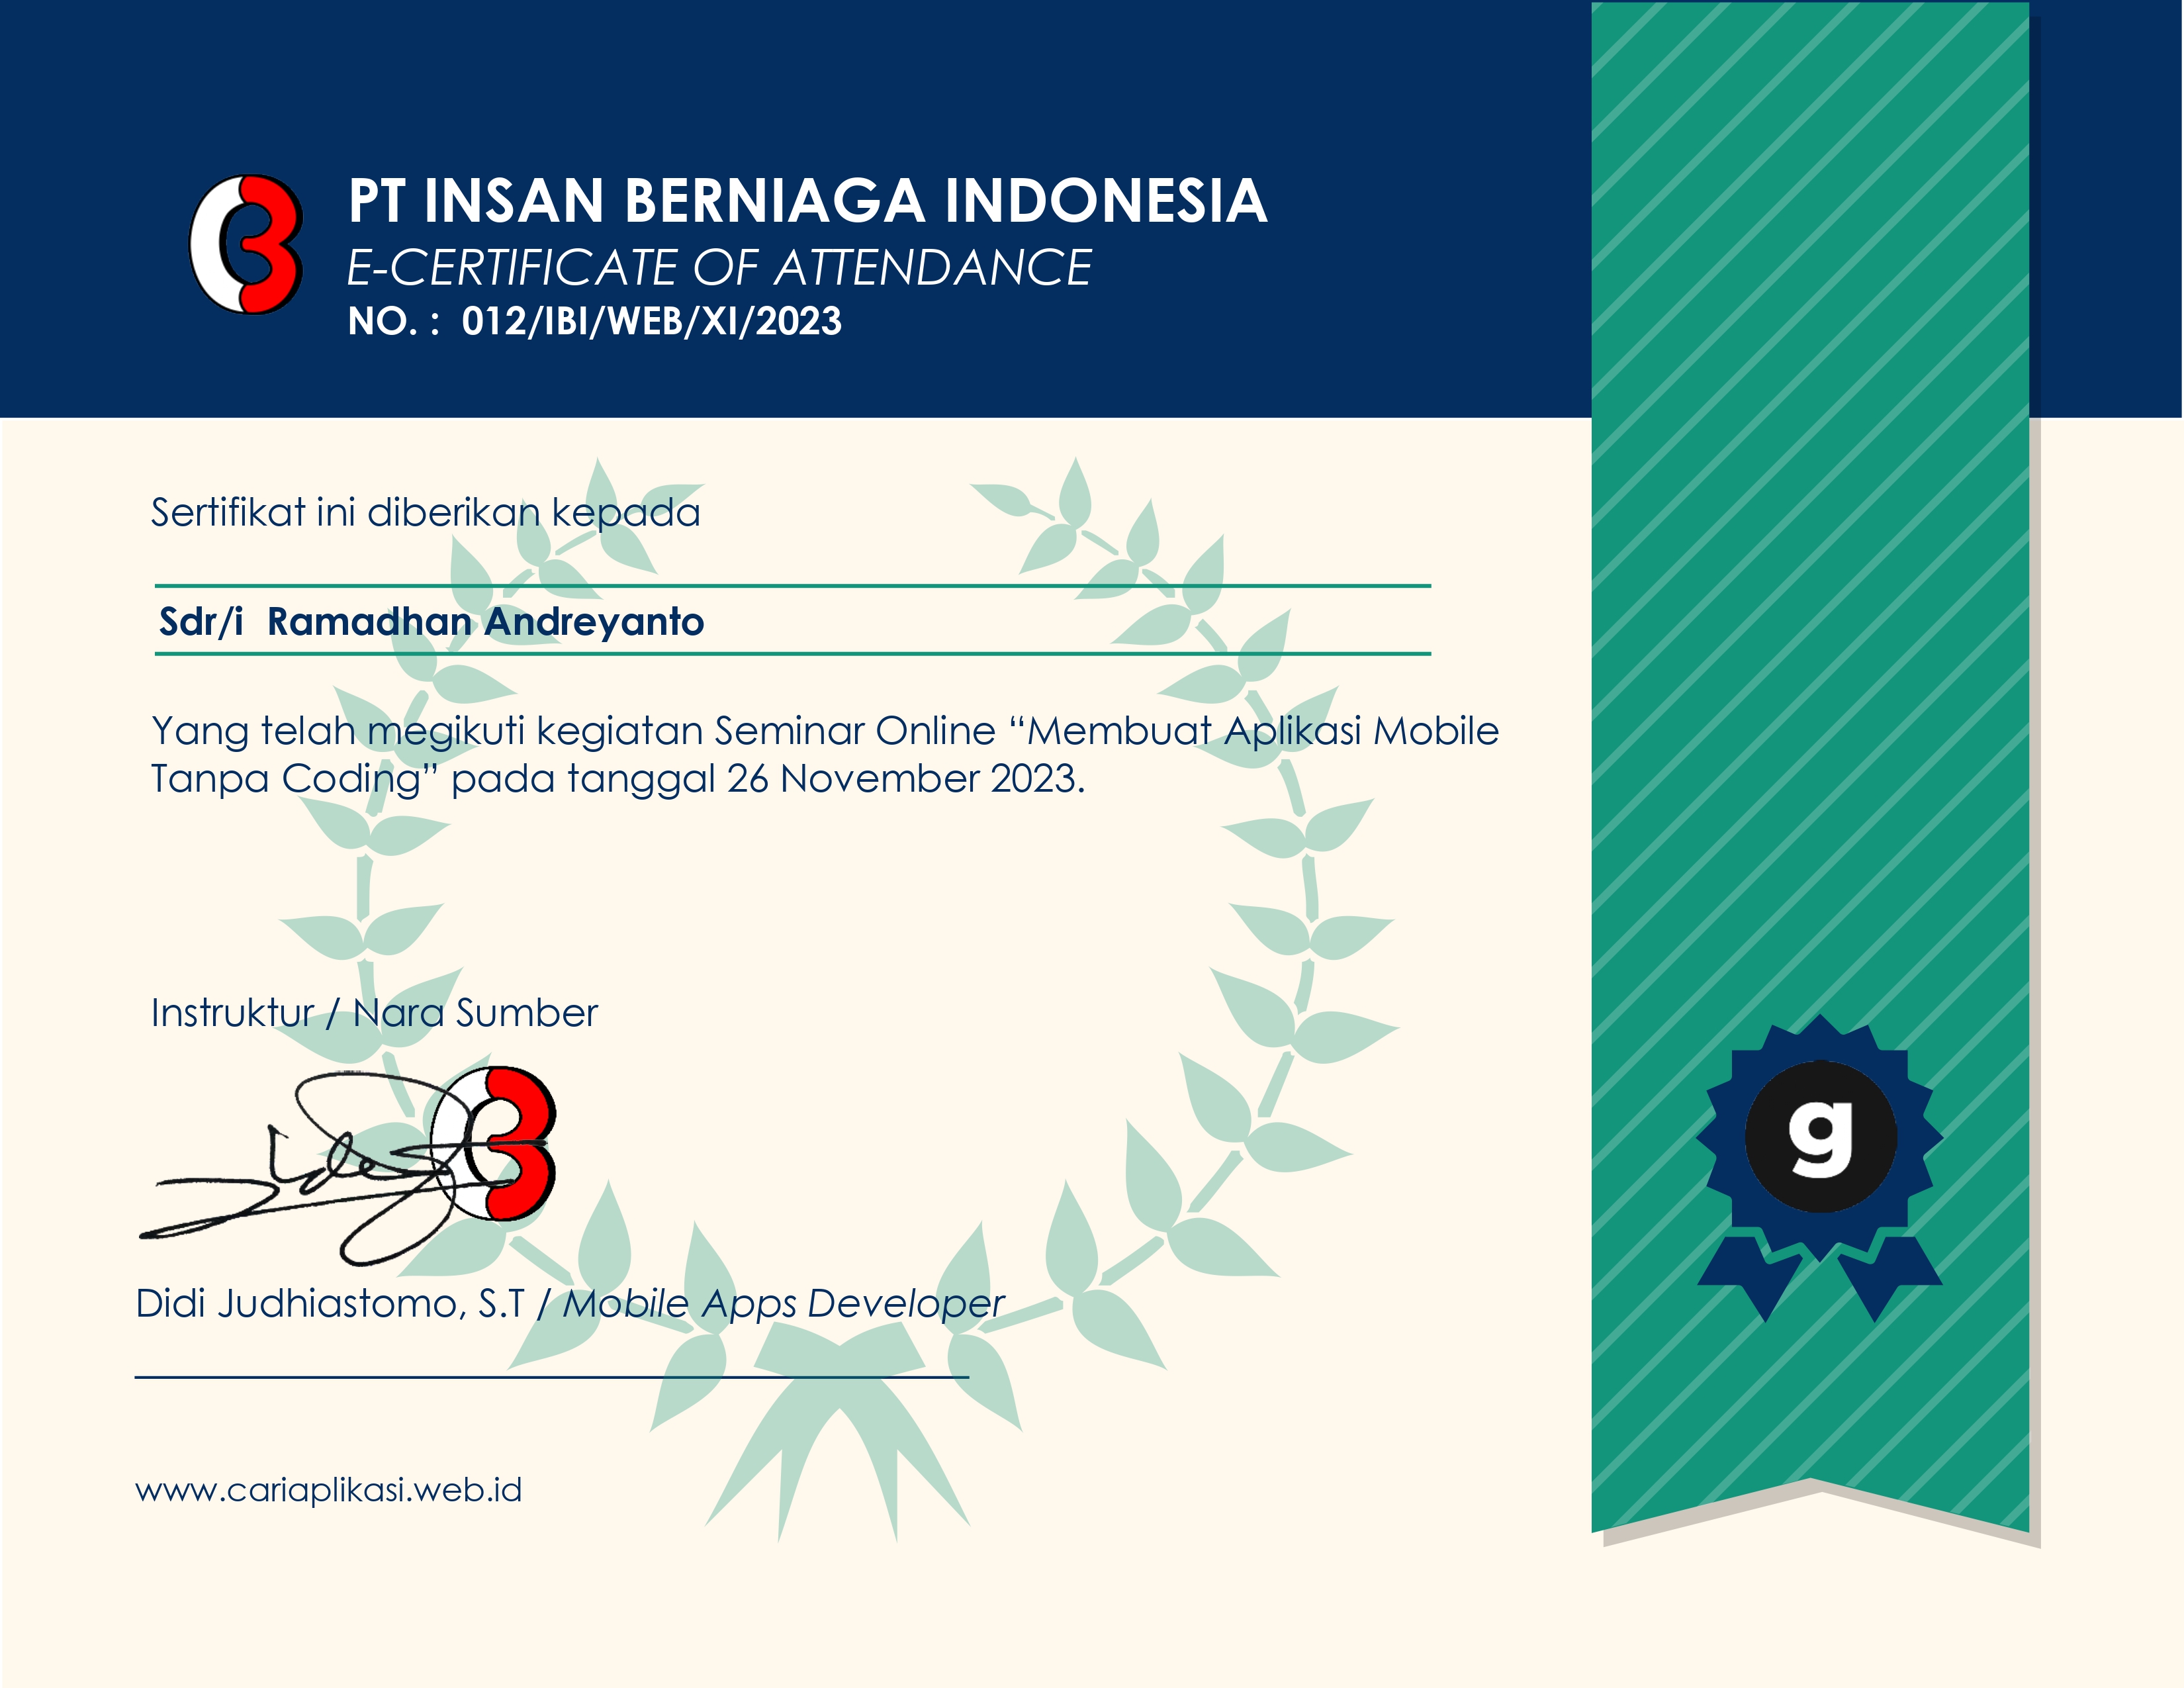 PT INSAN BERNIAGA INDONESIA
E-CERTIFICATE OF ATTENDANCE
NO. :  012/IBI/WEB/XI/2023
Sertifikat ini diberikan kepada
Sdr/i  Ramadhan Andreyanto
Yang telah megikuti kegiatan Seminar Online “Membuat Aplikasi Mobile
Tanpa Coding” pada tanggal 26 November 2023.
Instruktur / Nara Sumber
g
Didi Judhiastomo, S.T / Mobile Apps Developer
www.cariaplikasi.web.id